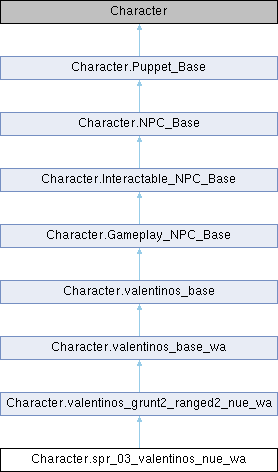 Character
Character.Puppet_Base
Character.NPC_Base
Character.Interactable_NPC_Base
Character.Gameplay_NPC_Base
Character.valentinos_base
Character.valentinos_base_wa
Character.valentinos_grunt2_ranged2_nue_wa
Character.spr_03_valentinos_nue_wa